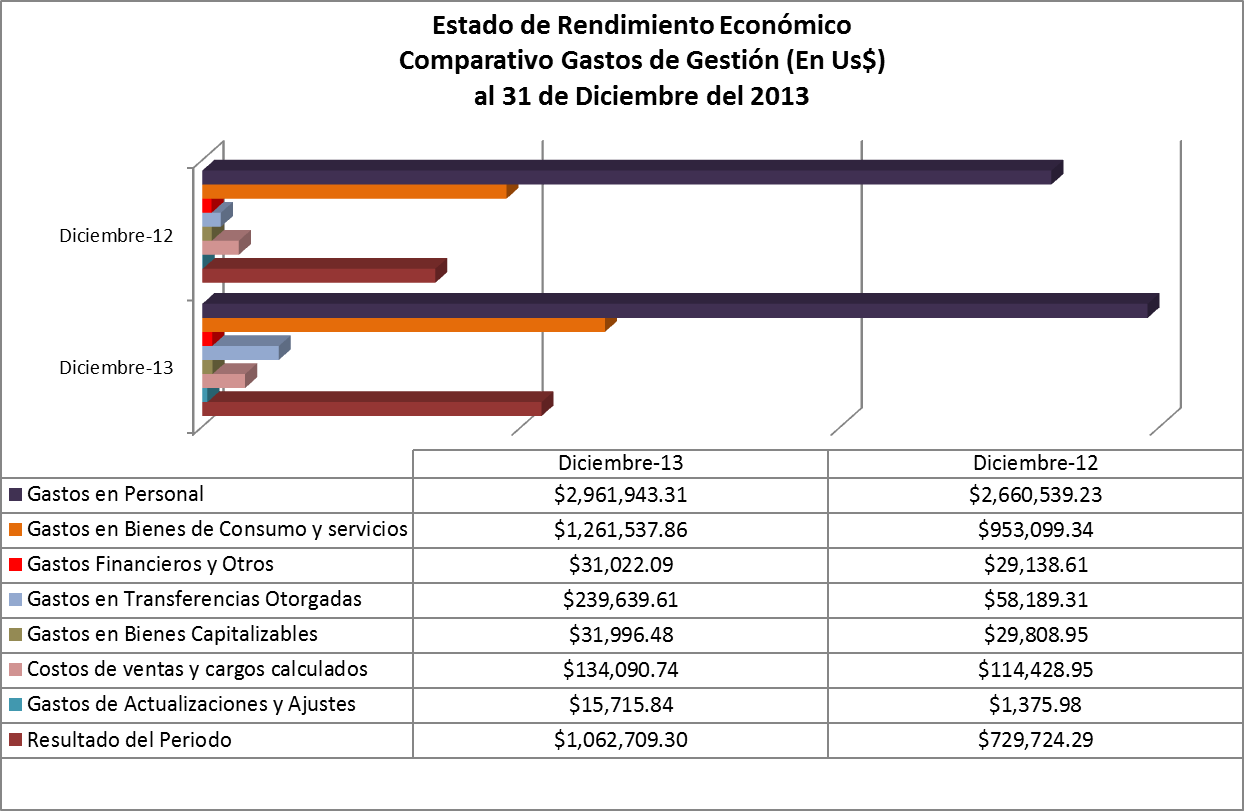 Estado de Rendimiento Económico
Comparativo Gastos de Gestión (En Us$)
al 31 de Diciembre del 2013
Diciembre-12
Diciembre-13
Diciembre-13 Diciembre-12
Gastos en Personal $2,961,943.31 $2,660,539.23
Gastos en Bienes de Consumo y servicios $1,261,537.86 $953,099.34
Gastos Financieros y Otros $31,022.09 $29,138.61
Gastos en Transferencias Otorgadas $239,639.61 $58,189.31
Gastos en Bienes Capitalizables $31,996.48 $29,808.95
Costos de ventas y cargos calculados $134,090.74 $114,428.95
Gastos de Actualizaciones y Ajustes $15,715.84 $1,375.98
Resultado del Periodo $1,062,709.30 $729,724.29